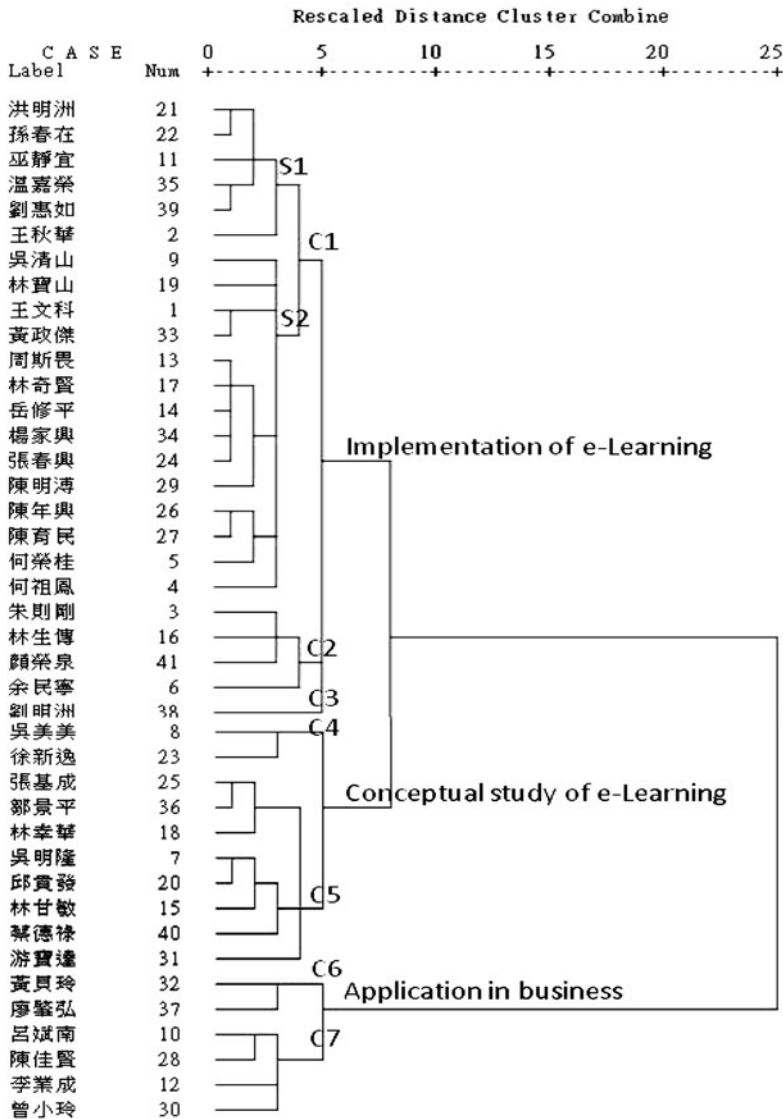 Rescaled Distance Cluster Combine
C A S E 0 5 10 15 20 25
Label Num
洪明洲 21
孫春在 22
巫靜宜 11
S1
溫嘉榮 35
劉惠如 39
王秋華 2
C1
吳清山 9
林寶山 19
王文科 1
S2
黃政傑 33
周斯畏 13
林奇賢 17
岳修平 14
楊家興 34
Implementation of e-Learning
張春興 24
陳明溥 29
陳年興 26
陳育民 27
何榮桂 5
何祖鳳 4
朱則剛 3
林生傳 16
C2
顏榮泉 41
余民寧 6
C3
劉明洲 38
吳美美 8
C4
徐新逸 23
張基成 25
Conceptual study of e-Learning
鄒景平 36
林幸華 18
吳明隆 7
邱貴發 20
C5
林甘敏 15
蔡德祿 40
游寶達 31
C6
黃貝玲 32
Application in business
廖肇弘 37
呂斌南 10
C7
陳佳賢 28
李業成 12
曾小玲 30